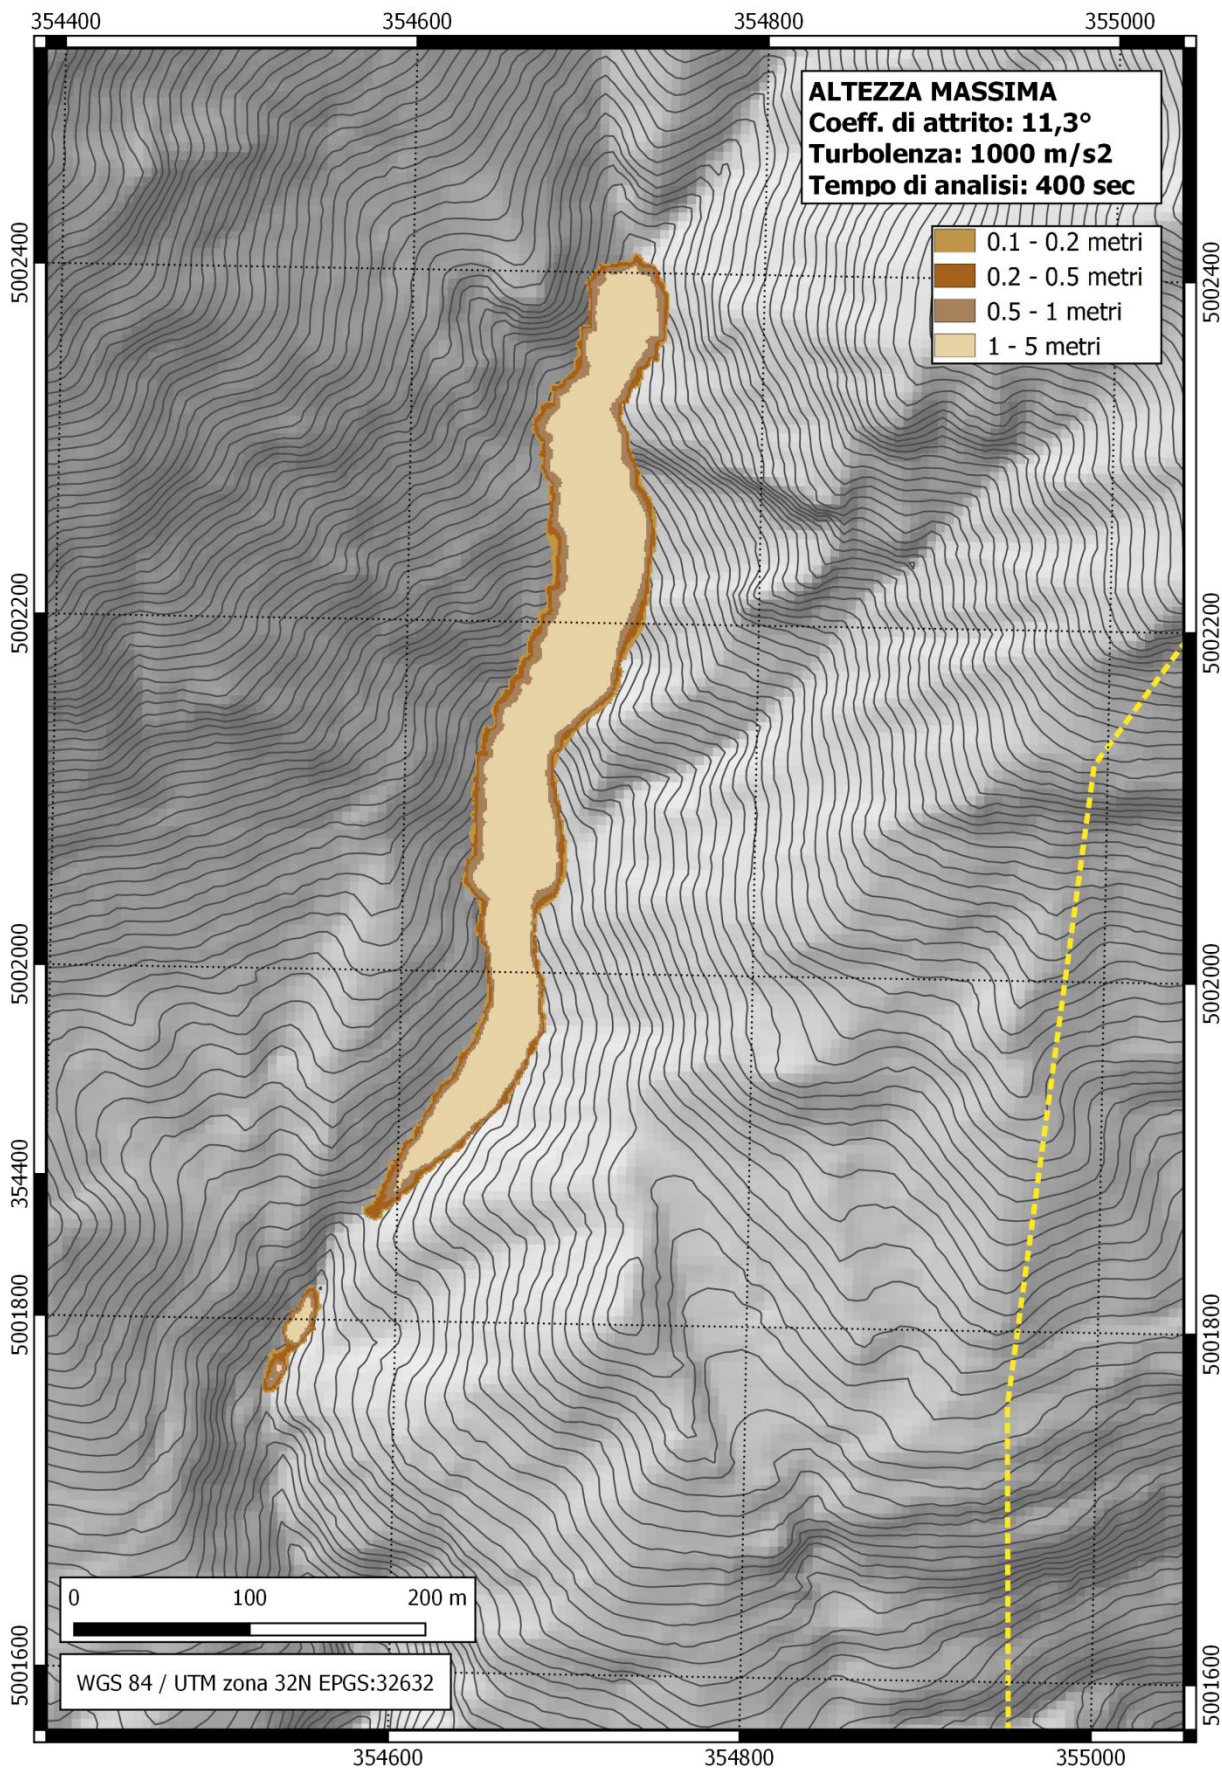 354400
354600
354800
355000
ALTEZZA MASSIMA
Coeff. di attrito: 11,3°
Turbolenza: 1000 m/s2
Tempo di analisi: 400 sec
0.1 - 0.2 metri
0.2 - 0.5 metri
0.5 - 1 metri
1 - 5 metri
5002400
5002400
5002200
5002200
5002000
5002000
354400
5001800
5001800
5001600
5001600
0 100 200 m
WGS 84 / UTM zona 32N EPGS:32632
354600
354800
355000